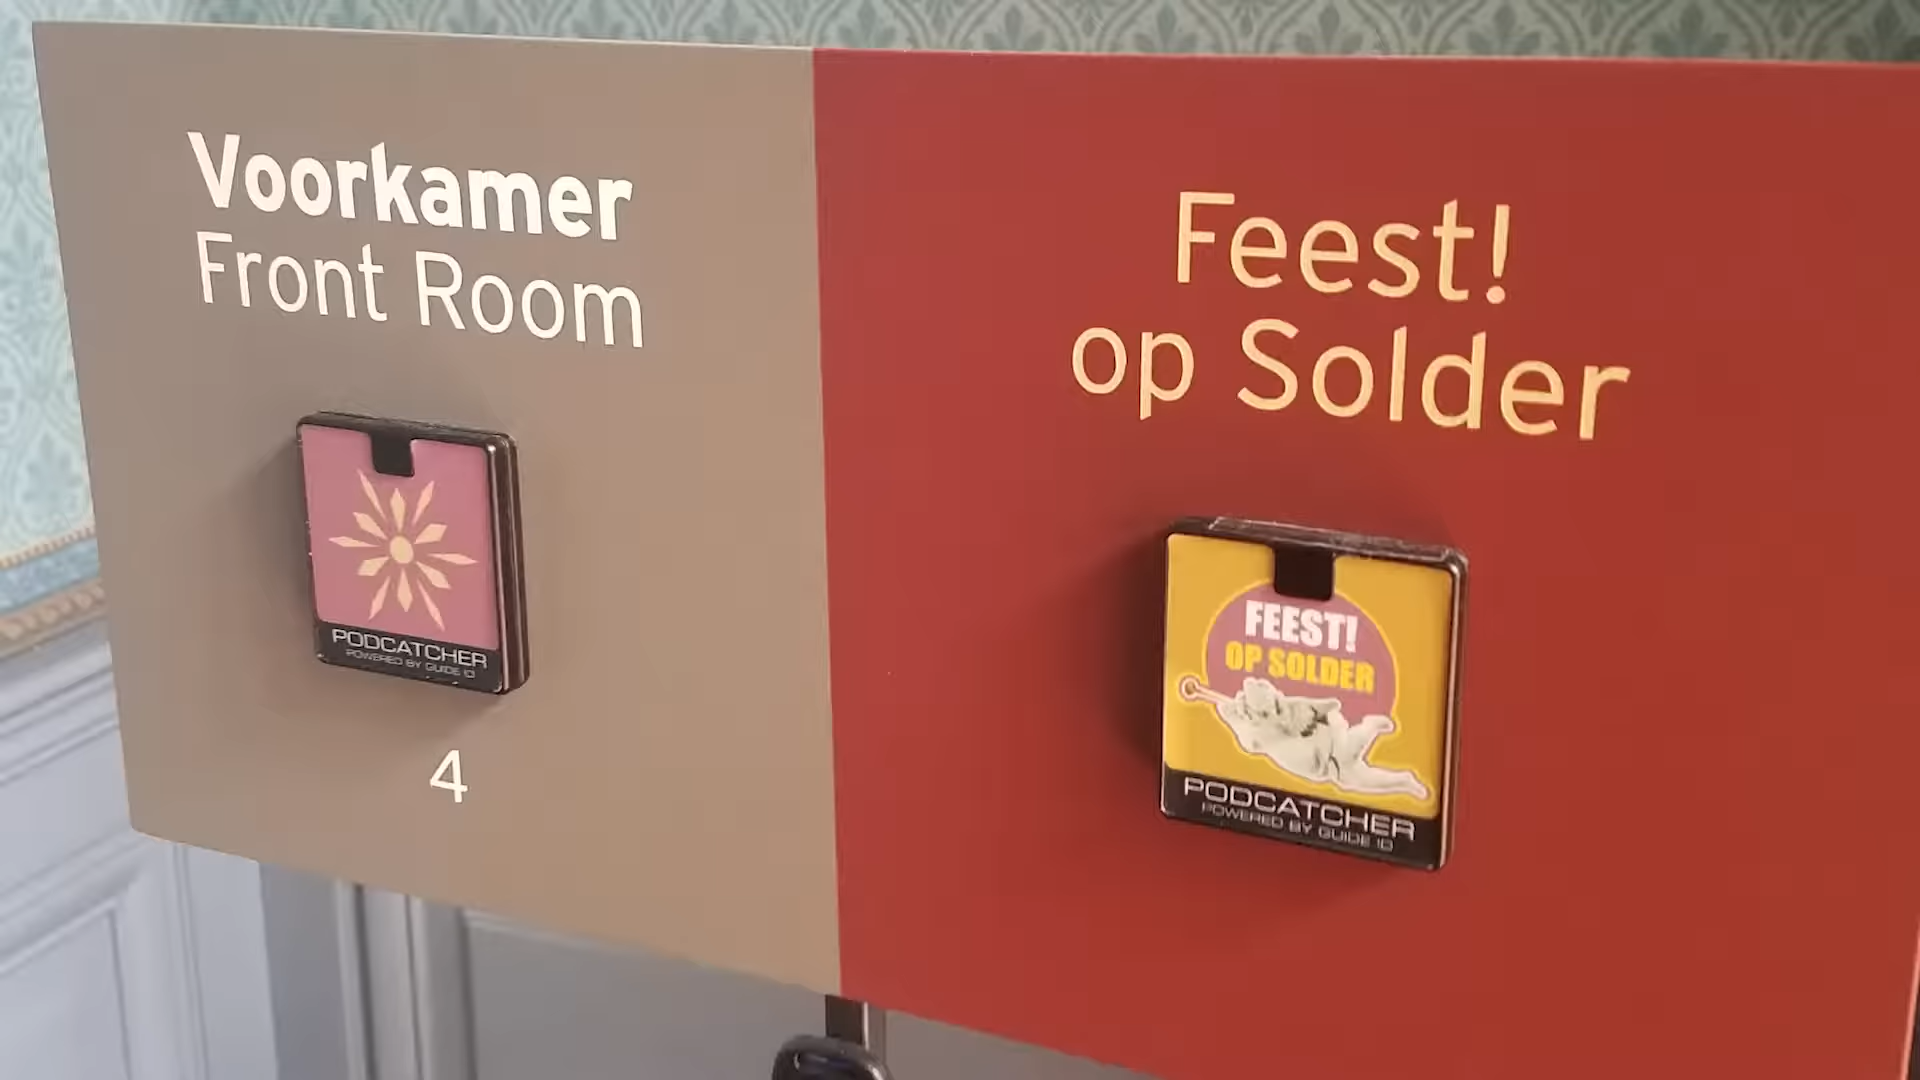 Voorkamer
Front Room
PODCATCHER
POWERED BY GUIDE ID
4
Feest!
op Solder
FEEST!
OP SOLDER
PODCATCHER
POWERED BY GUIDE ID